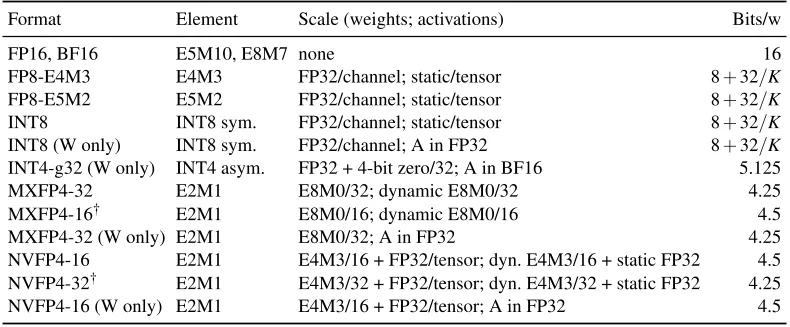 Format Element Scale (weights; activations) Bits/w
FP16, BF16 E5M10, E8M7 none 16
FP8-E4M3 E4M3 FP32/channel; static/tensor 8 + 32/K
FP8-E5M2 E5M2 FP32/channel; static/tensor 8 + 32/K
INT8 INT8 sym. FP32/channel; static/tensor 8 + 32/K
INT8 (W only) INT8 sym. FP32/channel; A in FP32 8 + 32/K
INT4-g32 (W only) INT4 asym. FP32 + 4-bit zero/32; A in BF16 5.125
MXFP4-32 E2M1 E8M0/32; dynamic E8M0/32 4.25
MXFP4-16† E2M1 E8M0/16; dynamic E8M0/16 4.5
MXFP4-32 (W only) E2M1 E8M0/32; A in FP32 4.25
NVFP4-16 E2M1 E4M3/16 + FP32/tensor; dyn. E4M3/16 + static FP32 4.5
NVFP4-32† E2M1 E4M3/32 + FP32/tensor; dyn. E4M3/32 + static FP32 4.25
NVFP4-16 (W only) E2M1 E4M3/16 + FP32/tensor; A in FP32 4.5